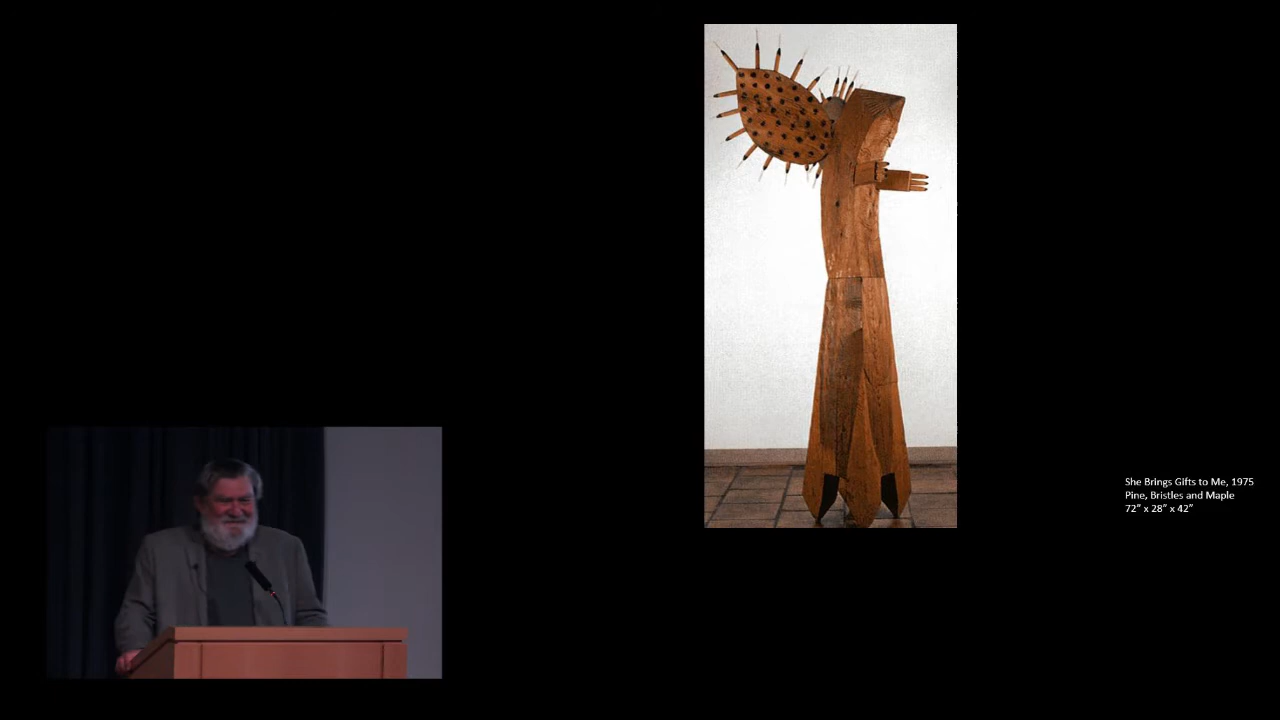 She Brings Gifts to Me, 1975
Pine, Bristles and Maple
72" x 28" x 42"